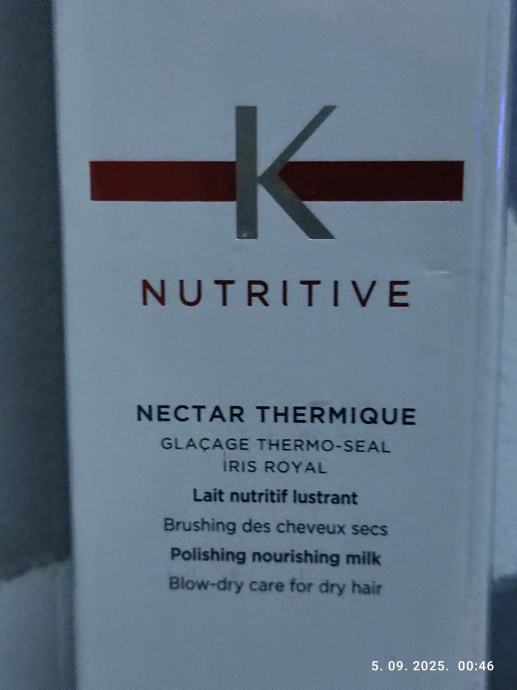 K
NUTRITIVE
NECTAR THERMIQUE
GLAÇAGE THERMO-SEAL
IRIS ROYAL
Lait nutritif lustrant
Brushing des cheveux secs
Polishing nourishing milk
Blow-dry care for dry hair
5. 09. 2025. 00:46